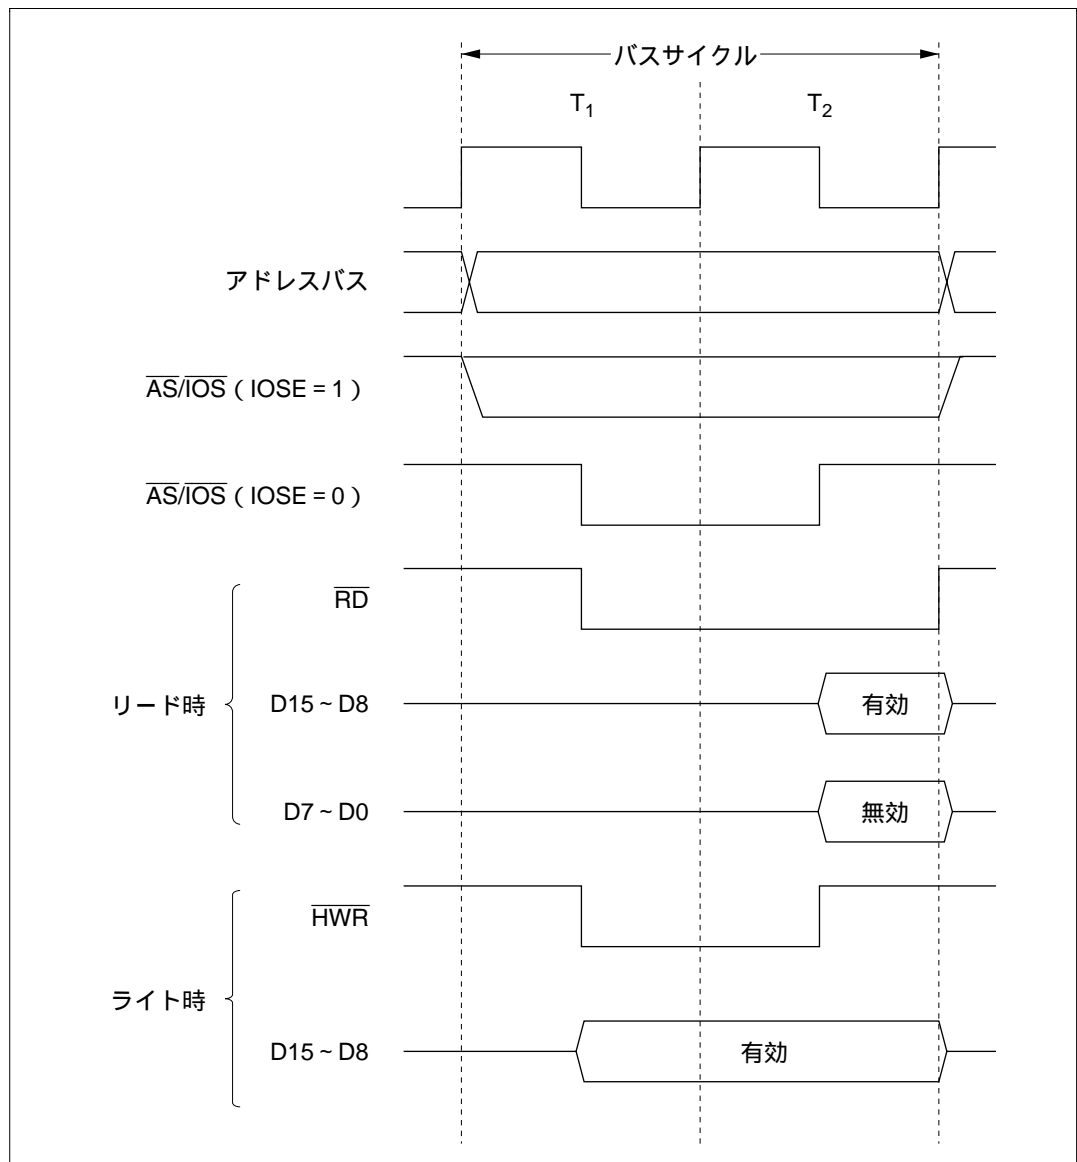 バスサイクル
T1 T2
アドレスバス
AS/IOS ( IOSE = 1 )
AS/IOS ( IOSE = 0 )
RD
リード時
D15 ~ D8
有効
D7 ~ D0
無効
HWR
ライト時
D15 ~ D8
有効